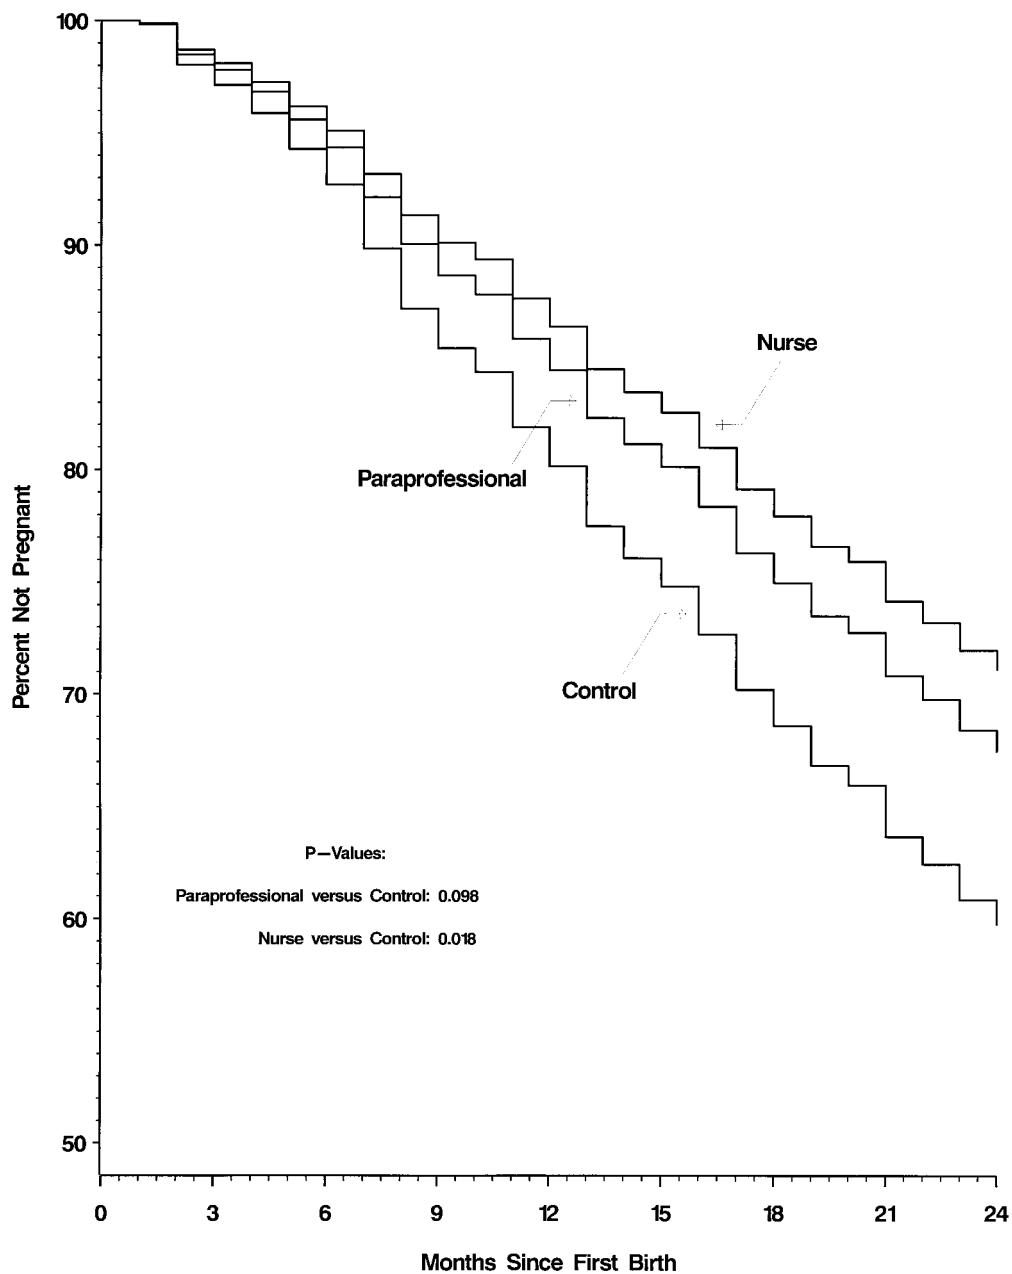 100
90
80
70
60
50
Percent Not Pregnant
Nurse
Paraprofessional
Control
P—Values:
Paraprofessional versus Control: 0.098
Nurse versus Control: 0.018
0 3 6 9 12 15 18 21 24
Months Since First Birth